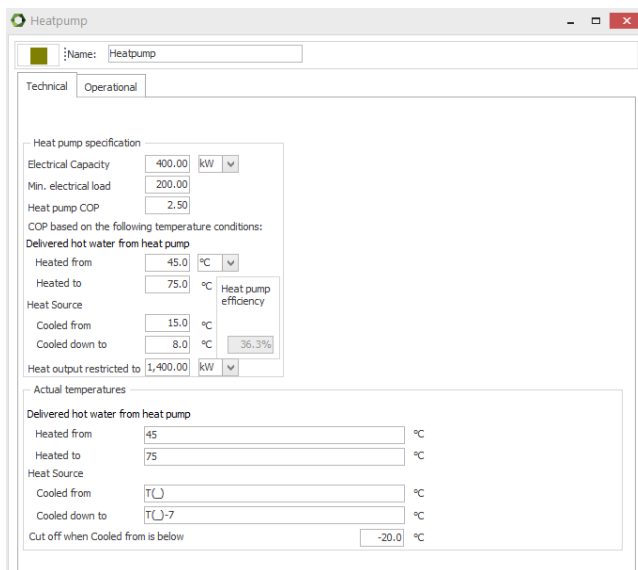 Heatpump
Name: Heatpump
Technical Operational
Heat pump specification
Electrical Capacity 400.00 kW
Min. electrical load 200.00
Heat pump COP 2.50
COP based on the following temperature conditions:
Delivered hot water from heat pump
Heated from 45.0 °C
Heated to 75.0 °C
Heat pump
efficiency
Heat Source
Cooled from 15.0 °C
Cooled down to 8.0 °C 36.3%
Heat output restricted to 1,400.00 kW
Actual temperatures
Delivered hot water from heat pump
Heated from 45 °C
Heated to 75 °C
Heat Source
Cooled from T(_) °C
Cooled down to T(_)-7 °C
Cut off when Cooled from is below -20.0 °C